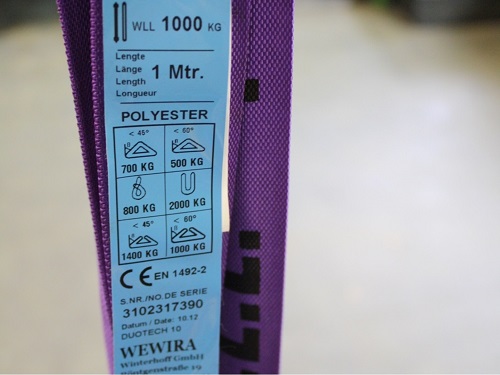 WLL 1000 KG
Lengte
Länge
Length
Longueur
1 Mtr.
POLYESTER
< 45° < 60°
700 KG 500 KG
800 KG 2000 KG
< 45° < 60°
1400 KG 1000 KG
CE EN 1492-2
S.NR./NO.DE SERIE
3102317390
Datum / Date: 10.12
DUOTECH 10
WEWIRA
Winterhoff GmbH
Röntgenstraße 19